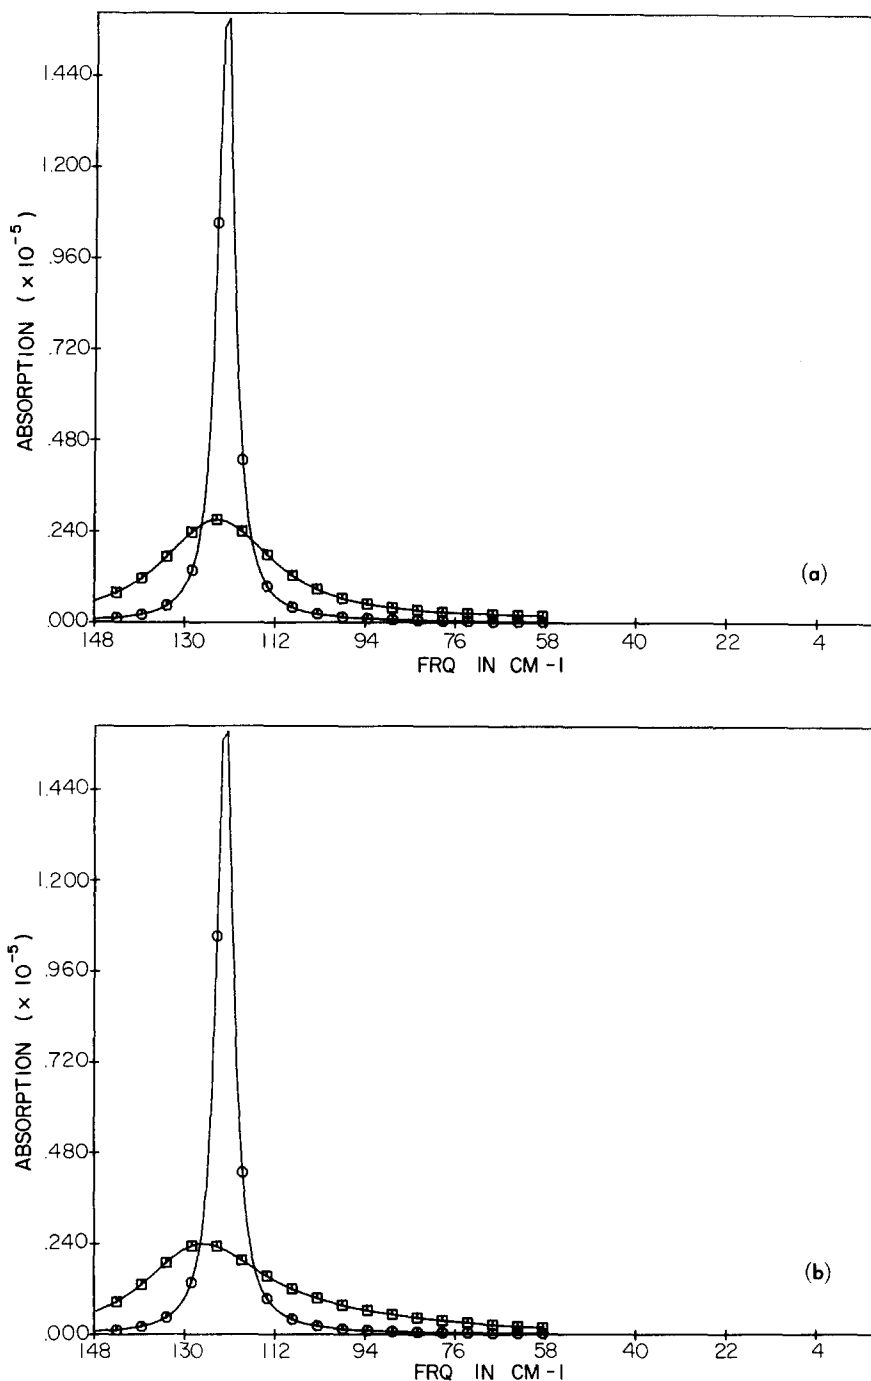 1.440
1.200
.960
.720
.480
.240
.000
ABSORPTION (×10⁻⁵)
148 130 112 94 76 58 40 22 4
FRQ IN CM-1
(a)
1.440
1.200
.960
.720
.480
.240
.000
ABSORPTION (×10⁻⁵)
148 130 112 94 76 58 40 22 4
FRQ IN CM-1
(b)